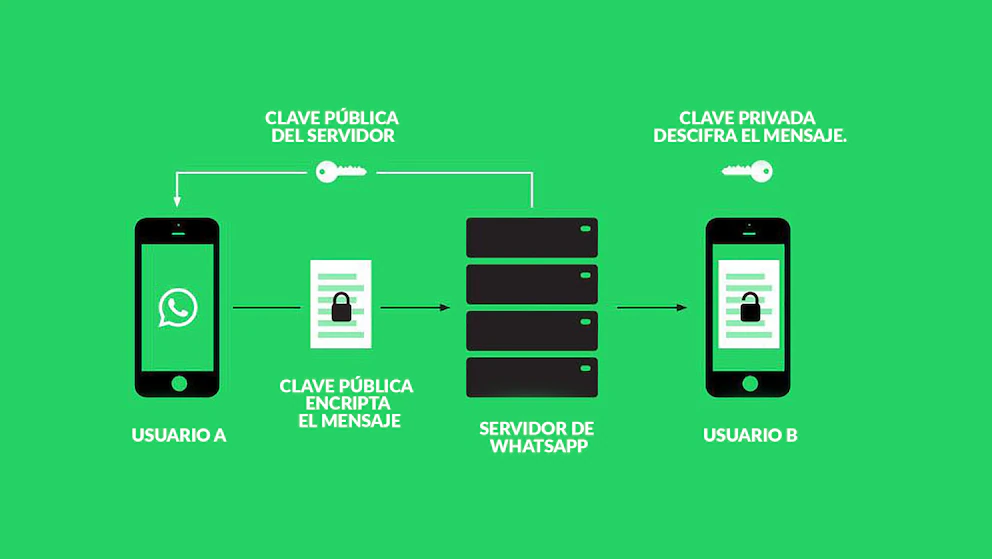 CLAVE PÚBLICA
DEL SERVIDOR
CLAVE PRIVADA
DESCIFRA EL MENSAJE.
CLAVE PÚBLICA
ENCRIPTA
EL MENSAJE
USUARIO A
SERVIDOR DE
WHATSAPP
USUARIO B